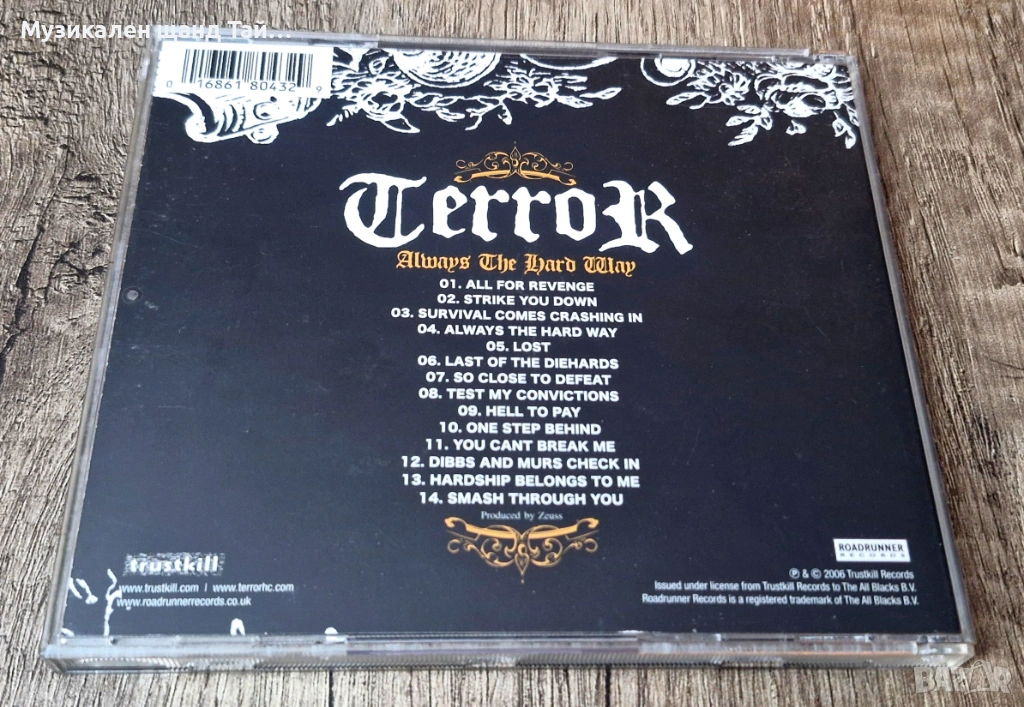 Музикален щанд Тай...
0 16861 80432 9
Terror
Always The Hard Way
01. ALL FOR REVENGE
02. STRIKE YOU DOWN
03. SURVIVAL COMES CRASHING IN
04. ALWAYS THE HARD WAY
05. LOST
06. LAST OF THE DIEHARDS
07. SO CLOSE TO DEFEAT
08. TEST MY CONVICTIONS
09. HELL TO PAY
10. ONE STEP BEHIND
11. YOU CANT BREAK ME
12. DIBBS AND MURS CHECK IN
13. HARDSHIP BELONGS TO ME
14. SMASH THROUGH YOU
Produced by Zeuss
trustkill
www.trustkill.com | www.terrorhc.com
www.roadrunnerrecords.co.uk
ROADRUNNER
RECORDS
℗ & © 2006 Trustkill Records
Issued under license from Trustkill Records to The All Blacks B.V.
Roadrunner Records is a registered trademark of The All Blacks B.V.
BAZAR